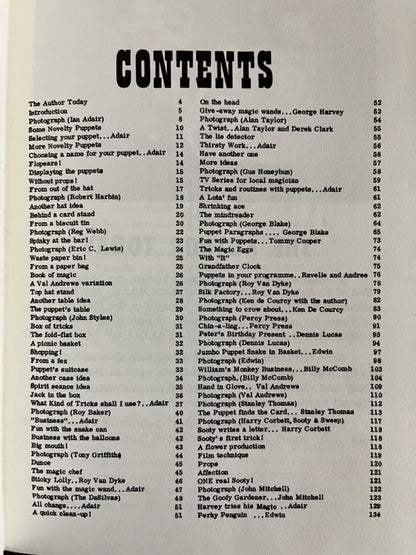 CONTENTS
The Author Today 4
Introduction 5
Photograph (Ian Adair) 8
Some Novelty Puppets 10
Selecting your puppet...Adair 11
More Novelty Puppets 12
Choosing a name for your puppet..Adair 14
Flopears! 14
Displaying the puppets 15
Without props! 15
From out of the hat 17
Photograph (Robert Harbin) 18
Another hat idea 19
Behind a card stand 20
From a biscuit tin 20
Photograph (Reg Webb) 22
Spinky at the bar! 23
Photograph (Eric C. Lewis) 24
Waste paper bin! 25
From a paper bag 25
Book of magic 26
A Val Andrews variation 26
Top hat stand 27
Another table idea 28
The puppet's table 29
Photograph (John Styles) 30
Box of tricks 31
The fold-flat box 31
A picnic basket 32
Shopping! 32
From a fez 33
Puppet's suitcase 33
Another case idea 34
Spirit seance idea 35
Jack in the box 36
What Kind of Tricks shall I use?..Adair 37
Photograph (Roy Baker) 40
"Business"...Adair 41
Fun with the snake can 42
Business with the balloons 42
Big mouth! 43
Photograph (Tony Griffiths) 44
Dunce 45
The magic chef 45
Sticky Lolly..Roy Van Dyke 46
Fun with the magic wand...Adair 47
Photograph (The DaSilvas) 48
All change....Adair 51
A quick clean-up! 51
On the head 52
Give-away magic wands...George Harvey 53
Photograph (Alan Taylor) 54
A Twist..Alan Taylor and Derek Clark 55
The lie detector 55
Thirsty Work...Adair 56
Have another one 56
More ideas 57
Photograph (Gus Honeybun) 58
TV Series for local magician 59
Tricks and routines with puppets...Adair 61
A Lota' fun 61
Shrinking ace 62
The mindreader 62
Photograph (George Blake) 64
Puppet Paragraphs .... George Blake 65
Fun with Puppets...Tommy Cooper 73
The Magic Eggs 74
With "It" 74
Grandfather Clock 75
Puppets in your programme...Ravelle and Andree 76
Photograph (Roy Van Dyke) 78
Silk Factory...Roy Van Dyke 79
Photograph (Ken de Courcy with the author) 82
Something to crow about...Ken De Courcy 83
Photograph (Percy Press) 90
Chin-a-ling...Percy Press 91
Peter's Birthday Present ..Dennis Lucas 93
Photograph (Dennis Lucas) 94
Jumbo Puppet Snake in Basket...Edwin 97
Photograph (Edwin) 98
William's Monkey Business...Billy McComb 103
Photograph, (Billy McComb) 104
Hand in Glove..Val Andrews 109
Photograph (Val Andrews) 110
Photograph (Stanley Thomas) 112
The Puppet finds the Card...Stanley Thomas 113
Photograph (Harry Corbett, Sooty & Sweep) 117
Sooty writes a letter... Harry Corbett 118
Sooty's first trick! 118
A flower production 118
Film technique 119
Props 120
Affection 121
ONE real Sooty! 121
Photograph (John Mitchell) 122
The Goofy Gardener...John Mitchell 123
Harvey tries his Magic ..Adair 129
Perky Penguin ...Edwin 134